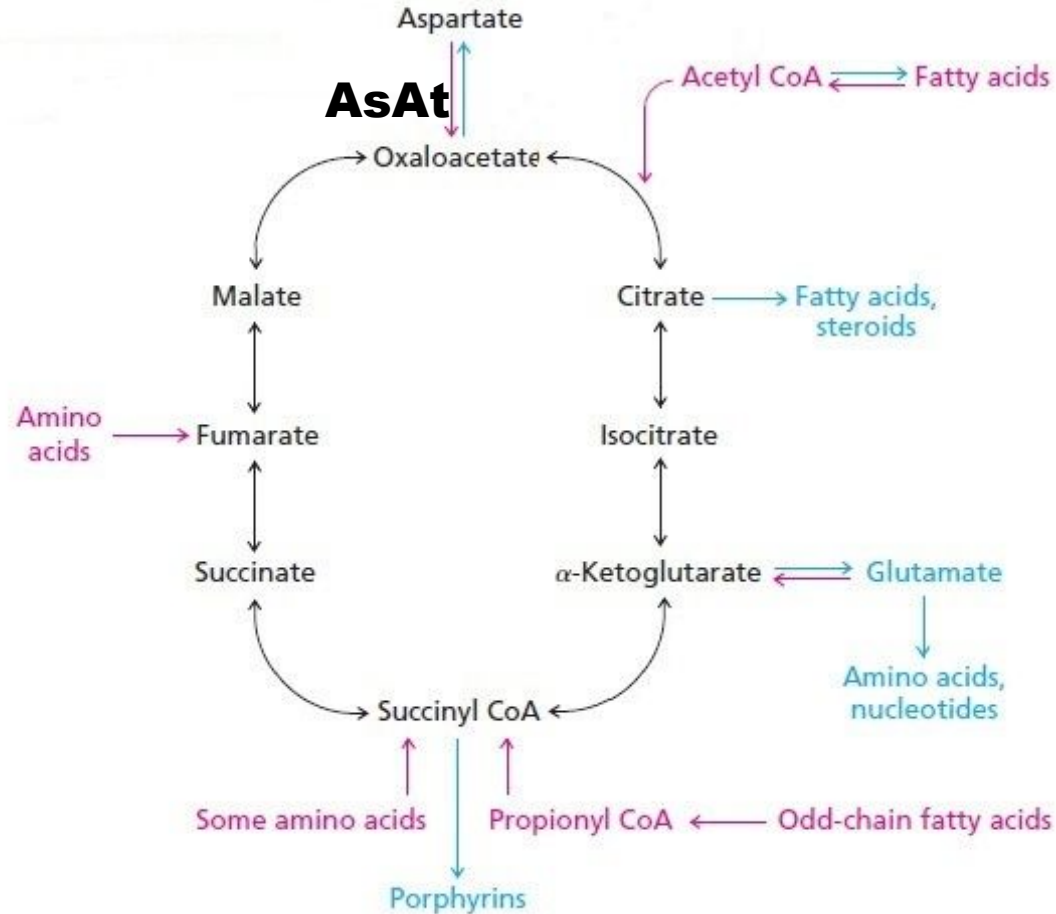 Aspartate
AsAt
Acetyl CoA
Fatty acids
Oxaloacetate
Malate
Citrate
Fatty acids,
steroids
Amino
acids
Fumarate
Isocitrate
Succinate
α-Ketoglutarate
Glutamate
Amino acids,
nucleotides
Succinyl CoA
Some amino acids
Propionyl CoA
Odd-chain fatty acids
Porphyrins